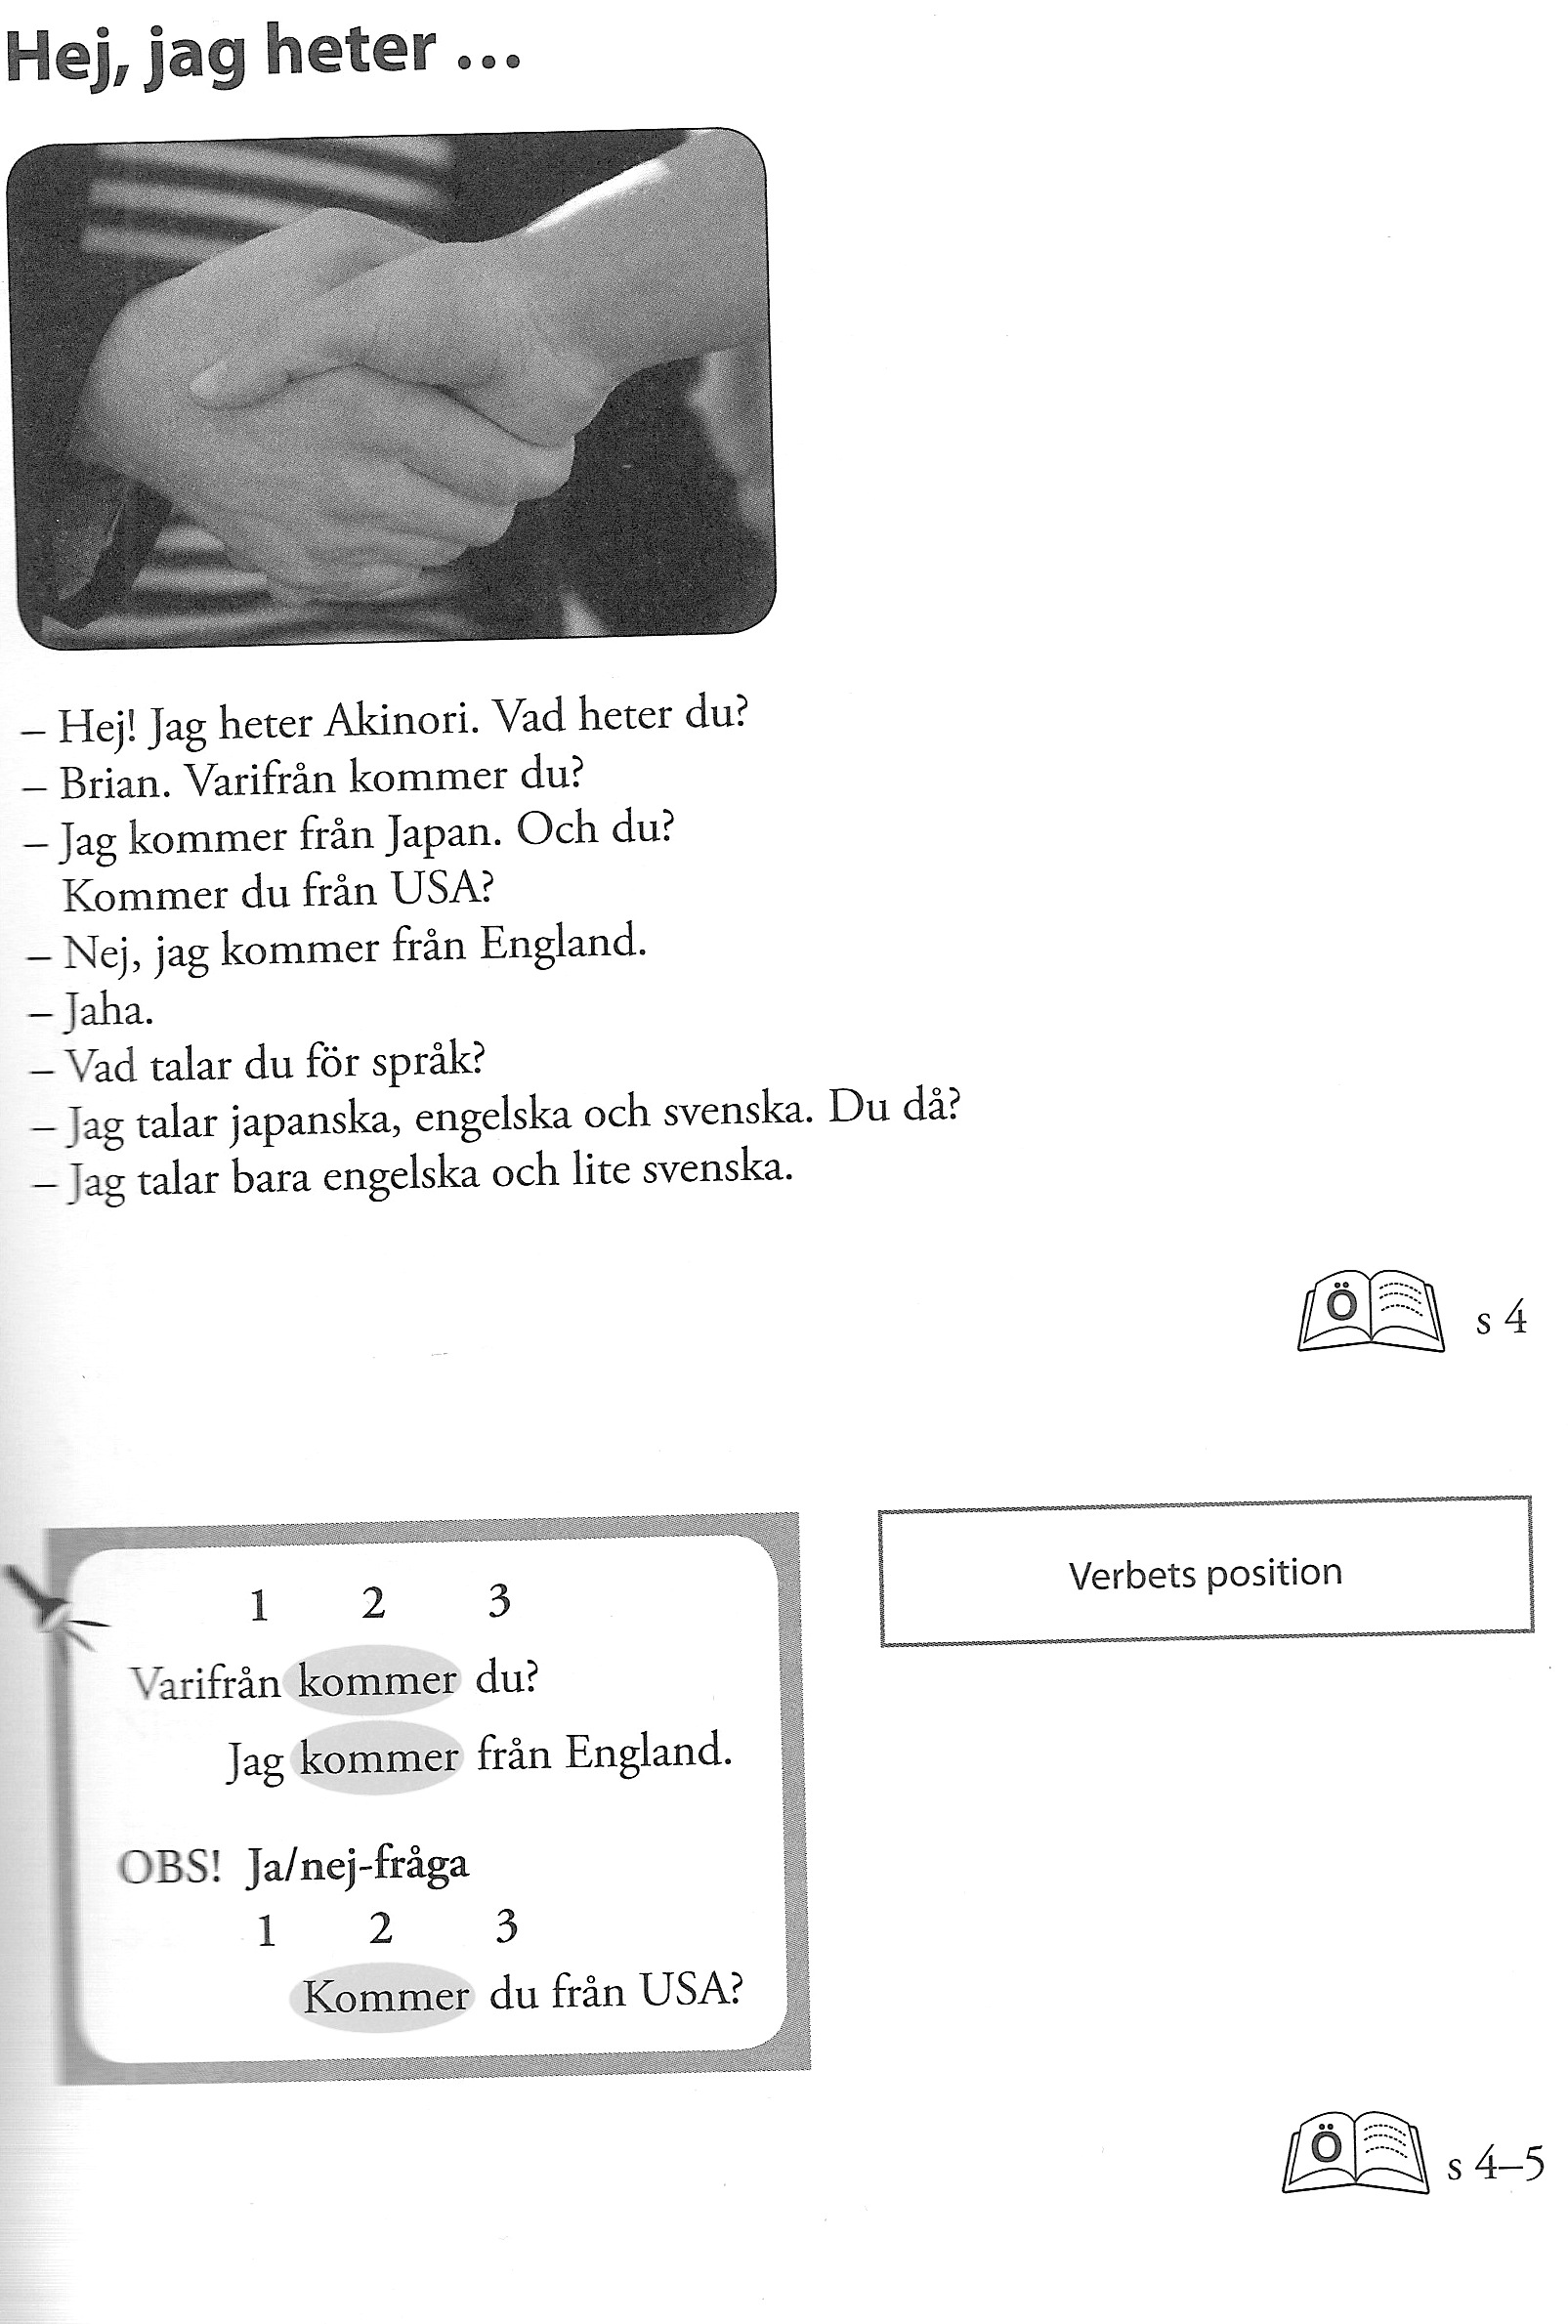 Hej, jag heter ...
– Hej! Jag heter Akinori. Vad heter du?
– Brian. Varifrån kommer du?
– Jag kommer från Japan. Och du?
Kommer du från USA?
– Nej, jag kommer från England.
– Jaha.
– Vad talar du för språk?
– Jag talar japanska, engelska och svenska. Du då?
– Jag talar bara engelska och lite svenska.
Ö s 4
Verbets position
1 2 3
Varifrån kommer du?
Jag kommer från England.
OBS! Ja/nej-fråga
1 2 3
Kommer du från USA?
Ö s 4–5